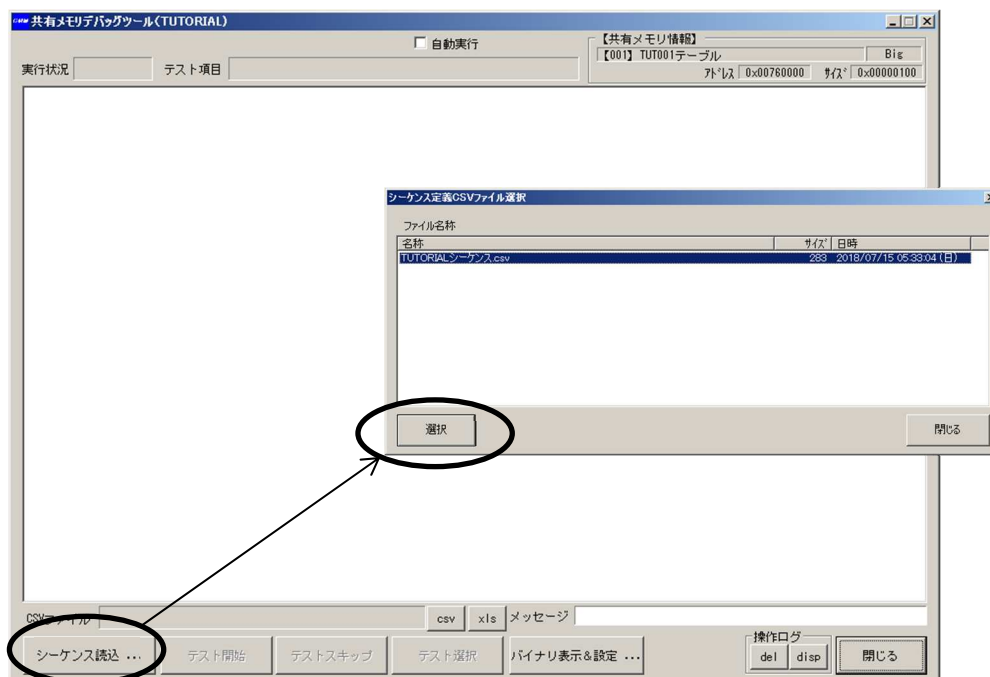 共有メモリデバッグツール(TUTORIAL)
自動実行
【共有メモリ情報】
【001】 TUT001テーブル Big
実行状況 テスト項目
アドレス 0x00760000 サイズ 0x00000100
シーケンス定義CSVファイル選択
ファイル名称
名称 サイズ 日時
TUTORIALシーケンス.csv 283 2018/07/15 05:33:04 (日)
選択 閉じる
CSVファイル csv xls メッセージ
操作ログ
シーケンス読込 ... テスト開始 テストスキップ テスト選択 バイナリ表示&設定 ... del disp 閉じる